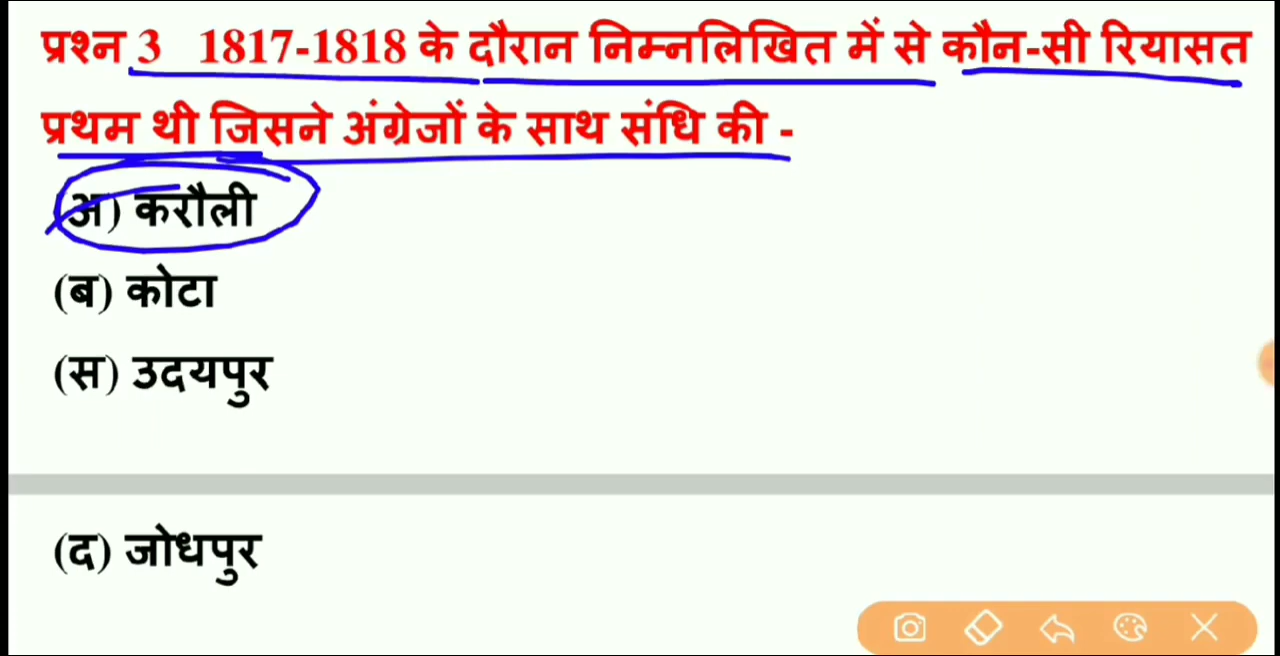 प्रश्न 3 1817-1818 के दौरान निम्नलिखित में से कौन-सी रियासत
प्रथम थी जिसने अंग्रेजों के साथ संधि की -
अ) करौली
(ब) कोटा
(स) उदयपुर
(द) जोधपुर